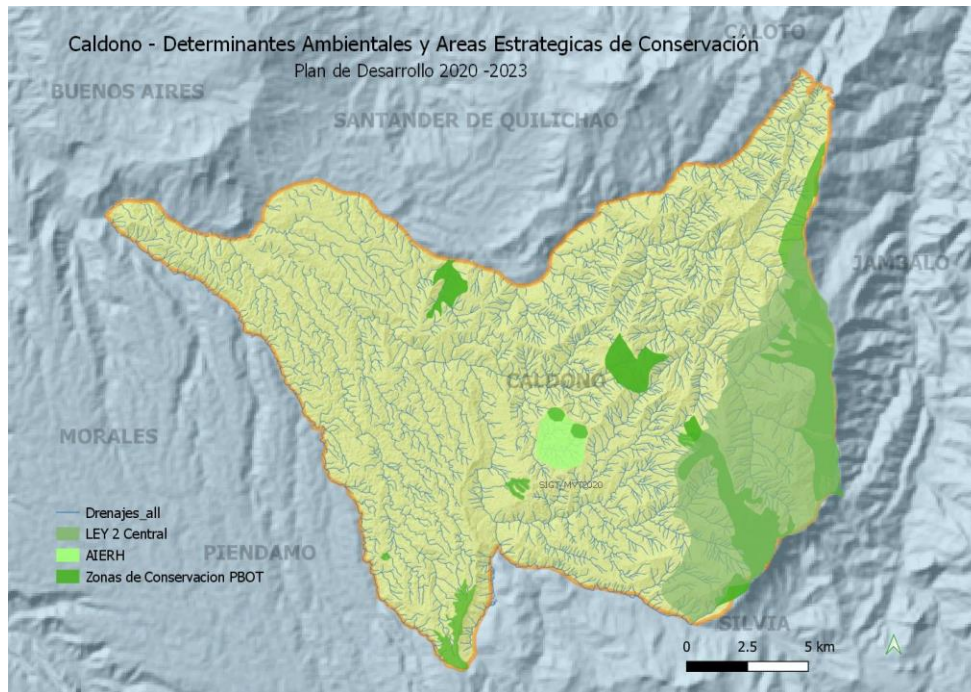 CALOTO
Caldono - Determinantes Ambientales y Areas Estrategicas de Conservación
Plan de Desarrollo 2020 -2023
BUENOS AIRES
SANTANDER DE QUILICHAO
JAMBALO
CALDONO
MORALES
SIGT-MVT2020
Drenajes_all
LEY 2 Central
AIERH
PIENDAMO
Zonas de Conservacion PBOT
SILVIA
0 2.5 5 km